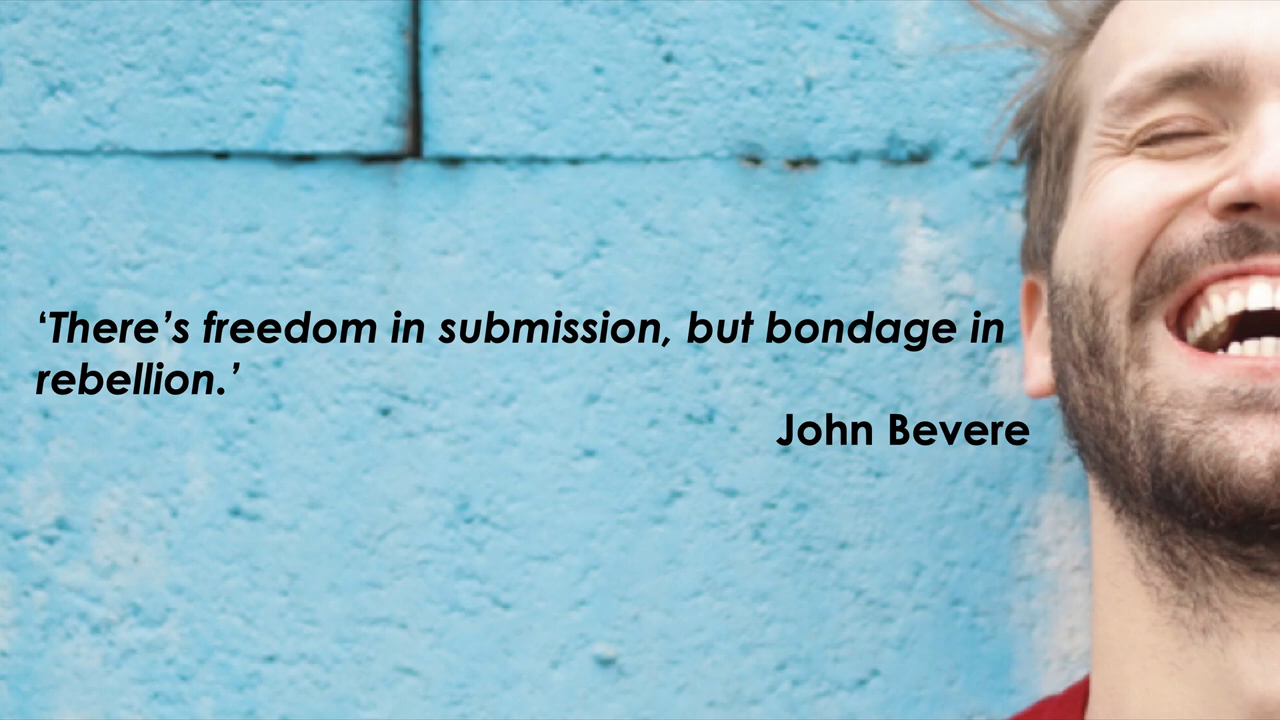 ‘There’s freedom in submission, but bondage in
rebellion.’
John Bevere